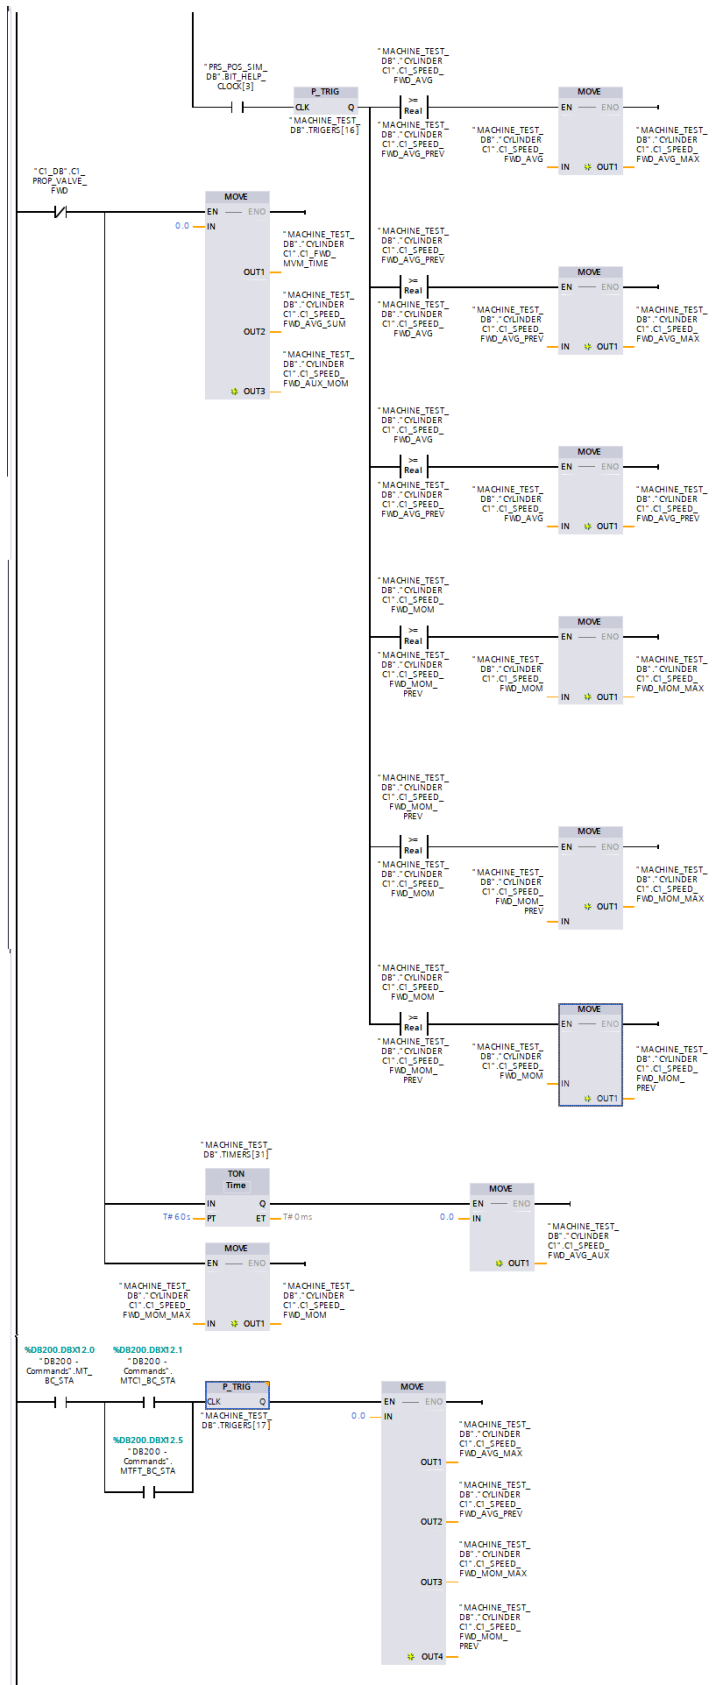 "PRS_POS_SIM_
DB".BIT_HELP_
CLOCK[3]
P_TRIG
CLK Q
"MACHINE_TEST_
DB".TRIGERS[16]
"MACHINE_TEST_
DB"."CYLINDER
C1".C1_SPEED_
FWD_AVG
>=
Real
"MACHINE_TEST_
DB"."CYLINDER
C1".C1_SPEED_
FWD_AVG_PREV
MOVE
EN ENO
"MACHINE_TEST_
DB"."CYLINDER
C1".C1_SPEED_
FWD_AVG
IN OUT1
"MACHINE_TEST_
DB"."CYLINDER
C1".C1_SPEED_
FWD_AVG_MAX
"C1_DB".C1_
PROP_VALVE_
FWD
MOVE
EN ENO
0.0
IN
OUT1
"MACHINE_TEST_
DB"."CYLINDER
C1".C1_FWD_
MVM_TIME
OUT2
"MACHINE_TEST_
DB"."CYLINDER
C1".C1_SPEED_
FWD_AVG_SUM
OUT3
"MACHINE_TEST_
DB"."CYLINDER
C1".C1_SPEED_
FWD_AUX_MOM
"MACHINE_TEST_
DB"."CYLINDER
C1".C1_SPEED_
FWD_AVG_PREV
>=
Real
"MACHINE_TEST_
DB"."CYLINDER
C1".C1_SPEED_
FWD_AVG
MOVE
EN ENO
"MACHINE_TEST_
DB"."CYLINDER
C1".C1_SPEED_
FWD_AVG_PREV
IN OUT1
"MACHINE_TEST_
DB"."CYLINDER
C1".C1_SPEED_
FWD_AVG_MAX
"MACHINE_TEST_
DB"."CYLINDER
C1".C1_SPEED_
FWD_AVG
>=
Real
"MACHINE_TEST_
DB"."CYLINDER
C1".C1_SPEED_
FWD_AVG_PREV
MOVE
EN ENO
"MACHINE_TEST_
DB"."CYLINDER
C1".C1_SPEED_
FWD_AVG
IN OUT1
"MACHINE_TEST_
DB"."CYLINDER
C1".C1_SPEED_
FWD_AVG_PREV
"MACHINE_TEST_
DB"."CYLINDER
C1".C1_SPEED_
FWD_MOM
>=
Real
"MACHINE_TEST_
DB"."CYLINDER
C1".C1_SPEED_
FWD_MOM_
PREV
MOVE
EN ENO
"MACHINE_TEST_
DB"."CYLINDER
C1".C1_SPEED_
FWD_MOM
IN OUT1
"MACHINE_TEST_
DB"."CYLINDER
C1".C1_SPEED_
FWD_MOM_MAX
"MACHINE_TEST_
DB"."CYLINDER
C1".C1_SPEED_
FWD_MOM_
PREV
>=
Real
"MACHINE_TEST_
DB"."CYLINDER
C1".C1_SPEED_
FWD_MOM
MOVE
EN ENO
"MACHINE_TEST_
DB"."CYLINDER
C1".C1_SPEED_
FWD_MOM_
PREV
IN
OUT1
"MACHINE_TEST_
DB"."CYLINDER
C1".C1_SPEED_
FWD_MOM_MAX
"MACHINE_TEST_
DB"."CYLINDER
C1".C1_SPEED_
FWD_MOM
>=
Real
"MACHINE_TEST_
DB"."CYLINDER
C1".C1_SPEED_
FWD_MOM_
PREV
MOVE
EN ENO
"MACHINE_TEST_
DB"."CYLINDER
C1".C1_SPEED_
FWD_MOM
IN
OUT1
"MACHINE_TEST_
DB"."CYLINDER
C1".C1_SPEED_
FWD_MOM_
PREV
"MACHINE_TEST_
DB".TIMERS[31]
TON
Time
IN Q
T#60s
PT ET
T#0ms
MOVE
EN ENO
0.0
IN
OUT1
"MACHINE_TEST_
DB"."CYLINDER
C1".C1_SPEED_
FWD_AVG_AUX
MOVE
EN ENO
"MACHINE_TEST_
DB"."CYLINDER
C1".C1_SPEED_
FWD_MOM_MAX
IN OUT1
"MACHINE_TEST_
DB"."CYLINDER
C1".C1_SPEED_
FWD_MOM
%DB200.DBX12.0
"DB200 -
Commands".MT_
BC_STA
%DB200.DBX12.1
"DB200 -
Commands".
MTC1_BC_STA
P_TRIG
CLK Q
"MACHINE_TEST_
DB".TRIGERS[17]
%DB200.DBX12.5
"DB200 -
Commands".
MTFT_BC_STA
MOVE
EN ENO
0.0
IN
OUT1
"MACHINE_TEST_
DB"."CYLINDER
C1".C1_SPEED_
FWD_AVG_MAX
OUT2
"MACHINE_TEST_
DB"."CYLINDER
C1".C1_SPEED_
FWD_AVG_PREV
OUT3
"MACHINE_TEST_
DB"."CYLINDER
C1".C1_SPEED_
FWD_MOM_MAX
OUT4
"MACHINE_TEST_
DB"."CYLINDER
C1".C1_SPEED_
FWD_MOM_
PREV